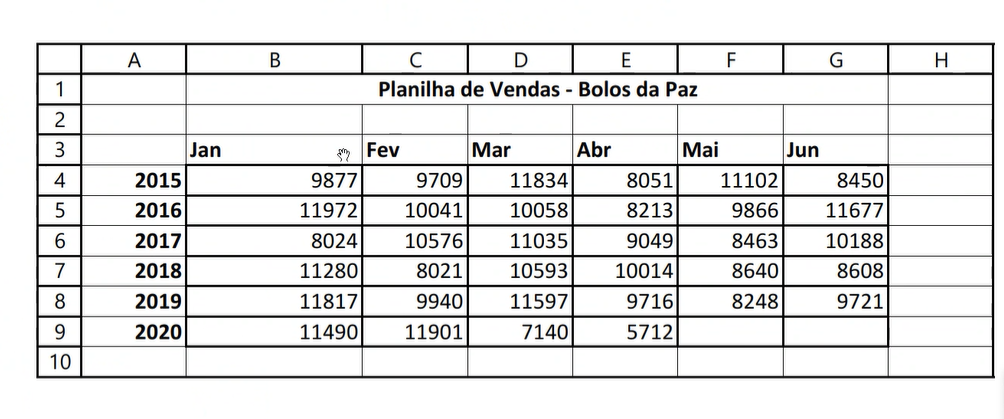 A B C D E F G H
1 Planilha de Vendas - Bolos da Paz
2
3 Jan Fev Mar Abr Mai Jun
4 2015 9877 9709 11834 8051 11102 8450
5 2016 11972 10041 10058 8213 9866 11677
6 2017 8024 10576 11035 9049 8463 10188
7 2018 11280 8021 10593 10014 8640 8608
8 2019 11817 9940 11597 9716 8248 9721
9 2020 11490 11901 7140 5712
10